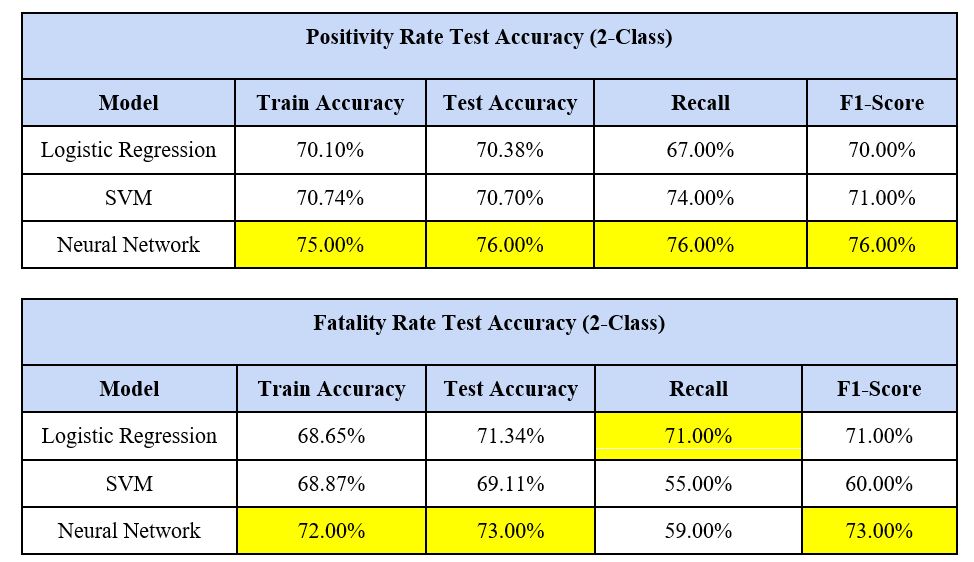 Positivity Rate Test Accuracy (2-Class)
Model Train Accuracy Test Accuracy Recall F1-Score
Logistic Regression 70.10% 70.38% 67.00% 70.00%
SVM 70.74% 70.70% 74.00% 71.00%
Neural Network 75.00% 76.00% 76.00% 76.00%
Fatality Rate Test Accuracy (2-Class)
Model Train Accuracy Test Accuracy Recall F1-Score
Logistic Regression 68.65% 71.34% 71.00% 71.00%
SVM 68.87% 69.11% 55.00% 60.00%
Neural Network 72.00% 73.00% 59.00% 73.00%